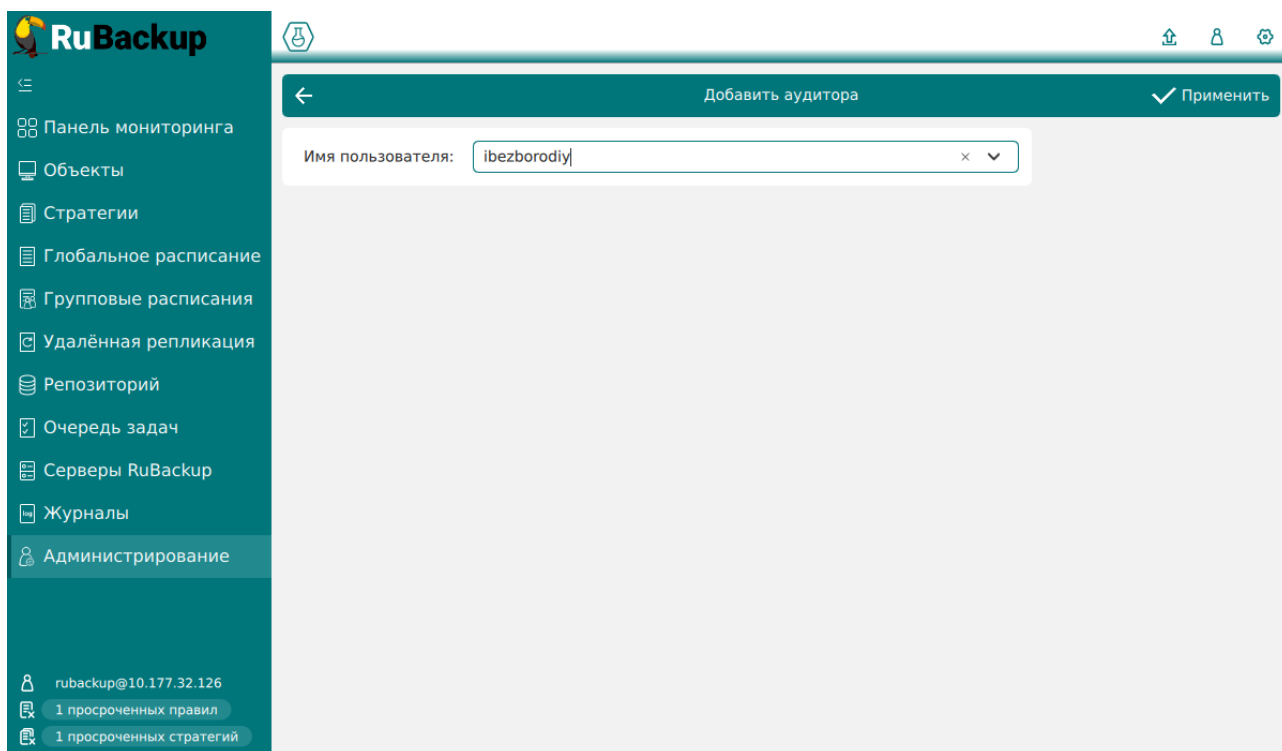 RuBackup
Добавить аудитора
Применить
Имя пользователя:
ibezborodiy
Панель мониторинга
Объекты
Стратегии
Глобальное расписание
Групповые расписания
Удалённая репликация
Репозиторий
Очередь задач
Серверы RuBackup
log
Журналы
Администрирование
rubackup@10.177.32.126
1 просроченных правил
1 просроченных стратегий